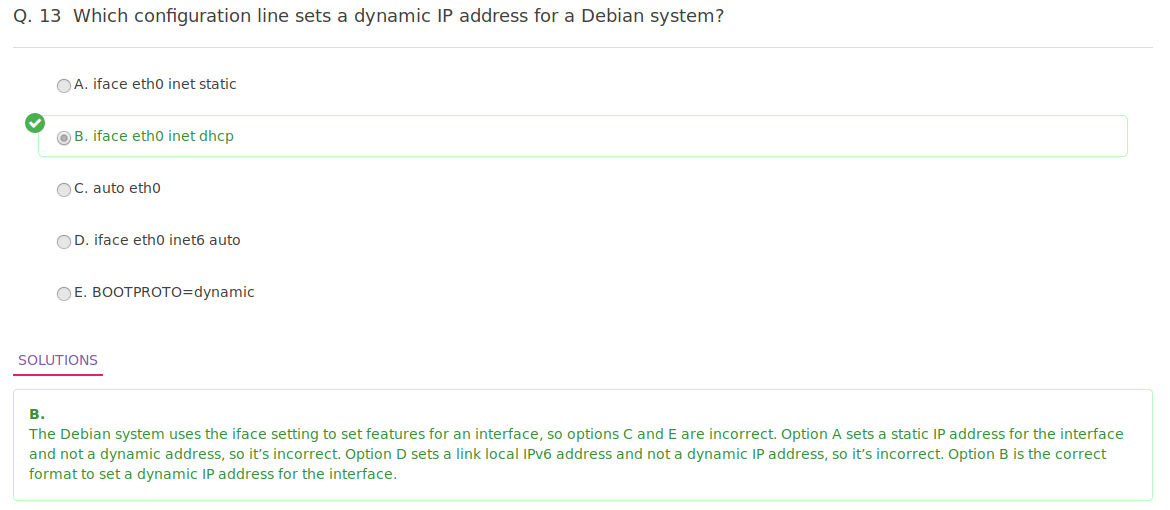 Q. 13 Which configuration line sets a dynamic IP address for a Debian system?
A. iface eth0 inet static
B. iface eth0 inet dhcp
C. auto eth0
D. iface eth0 inet6 auto
E. BOOTPROTO=dynamic
SOLUTIONS
B.
The Debian system uses the iface setting to set features for an interface, so options C and E are incorrect. Option A sets a static IP address for the interface
and not a dynamic address, so it’s incorrect. Option D sets a link local IPv6 address and not a dynamic IP address, so it’s incorrect. Option B is the correct
format to set a dynamic IP address for the interface.